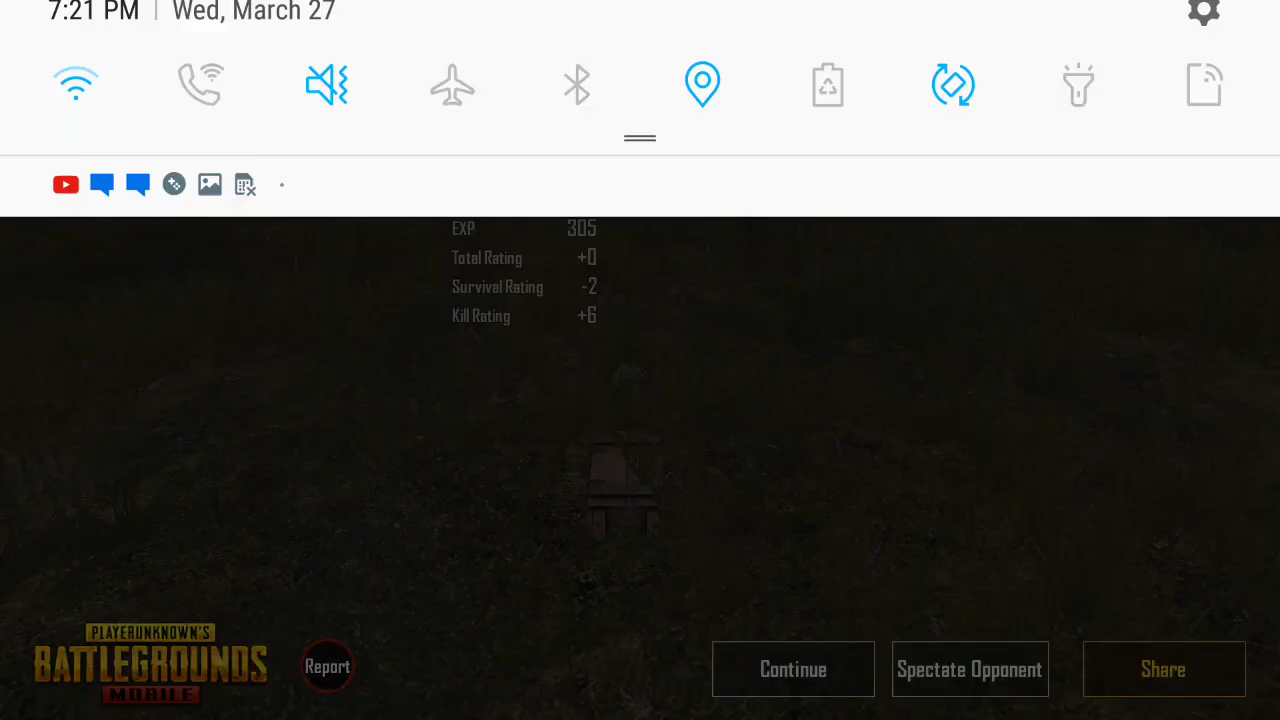 7:21 PM | Wed, March 27
EXP 305
Total Rating +0
Survival Rating -2
Kill Rating +6
PLAYERUNKNOWN'S
BATTLEGROUNDS
MOBILE
Report
Continue
Spectate Opponent
Share